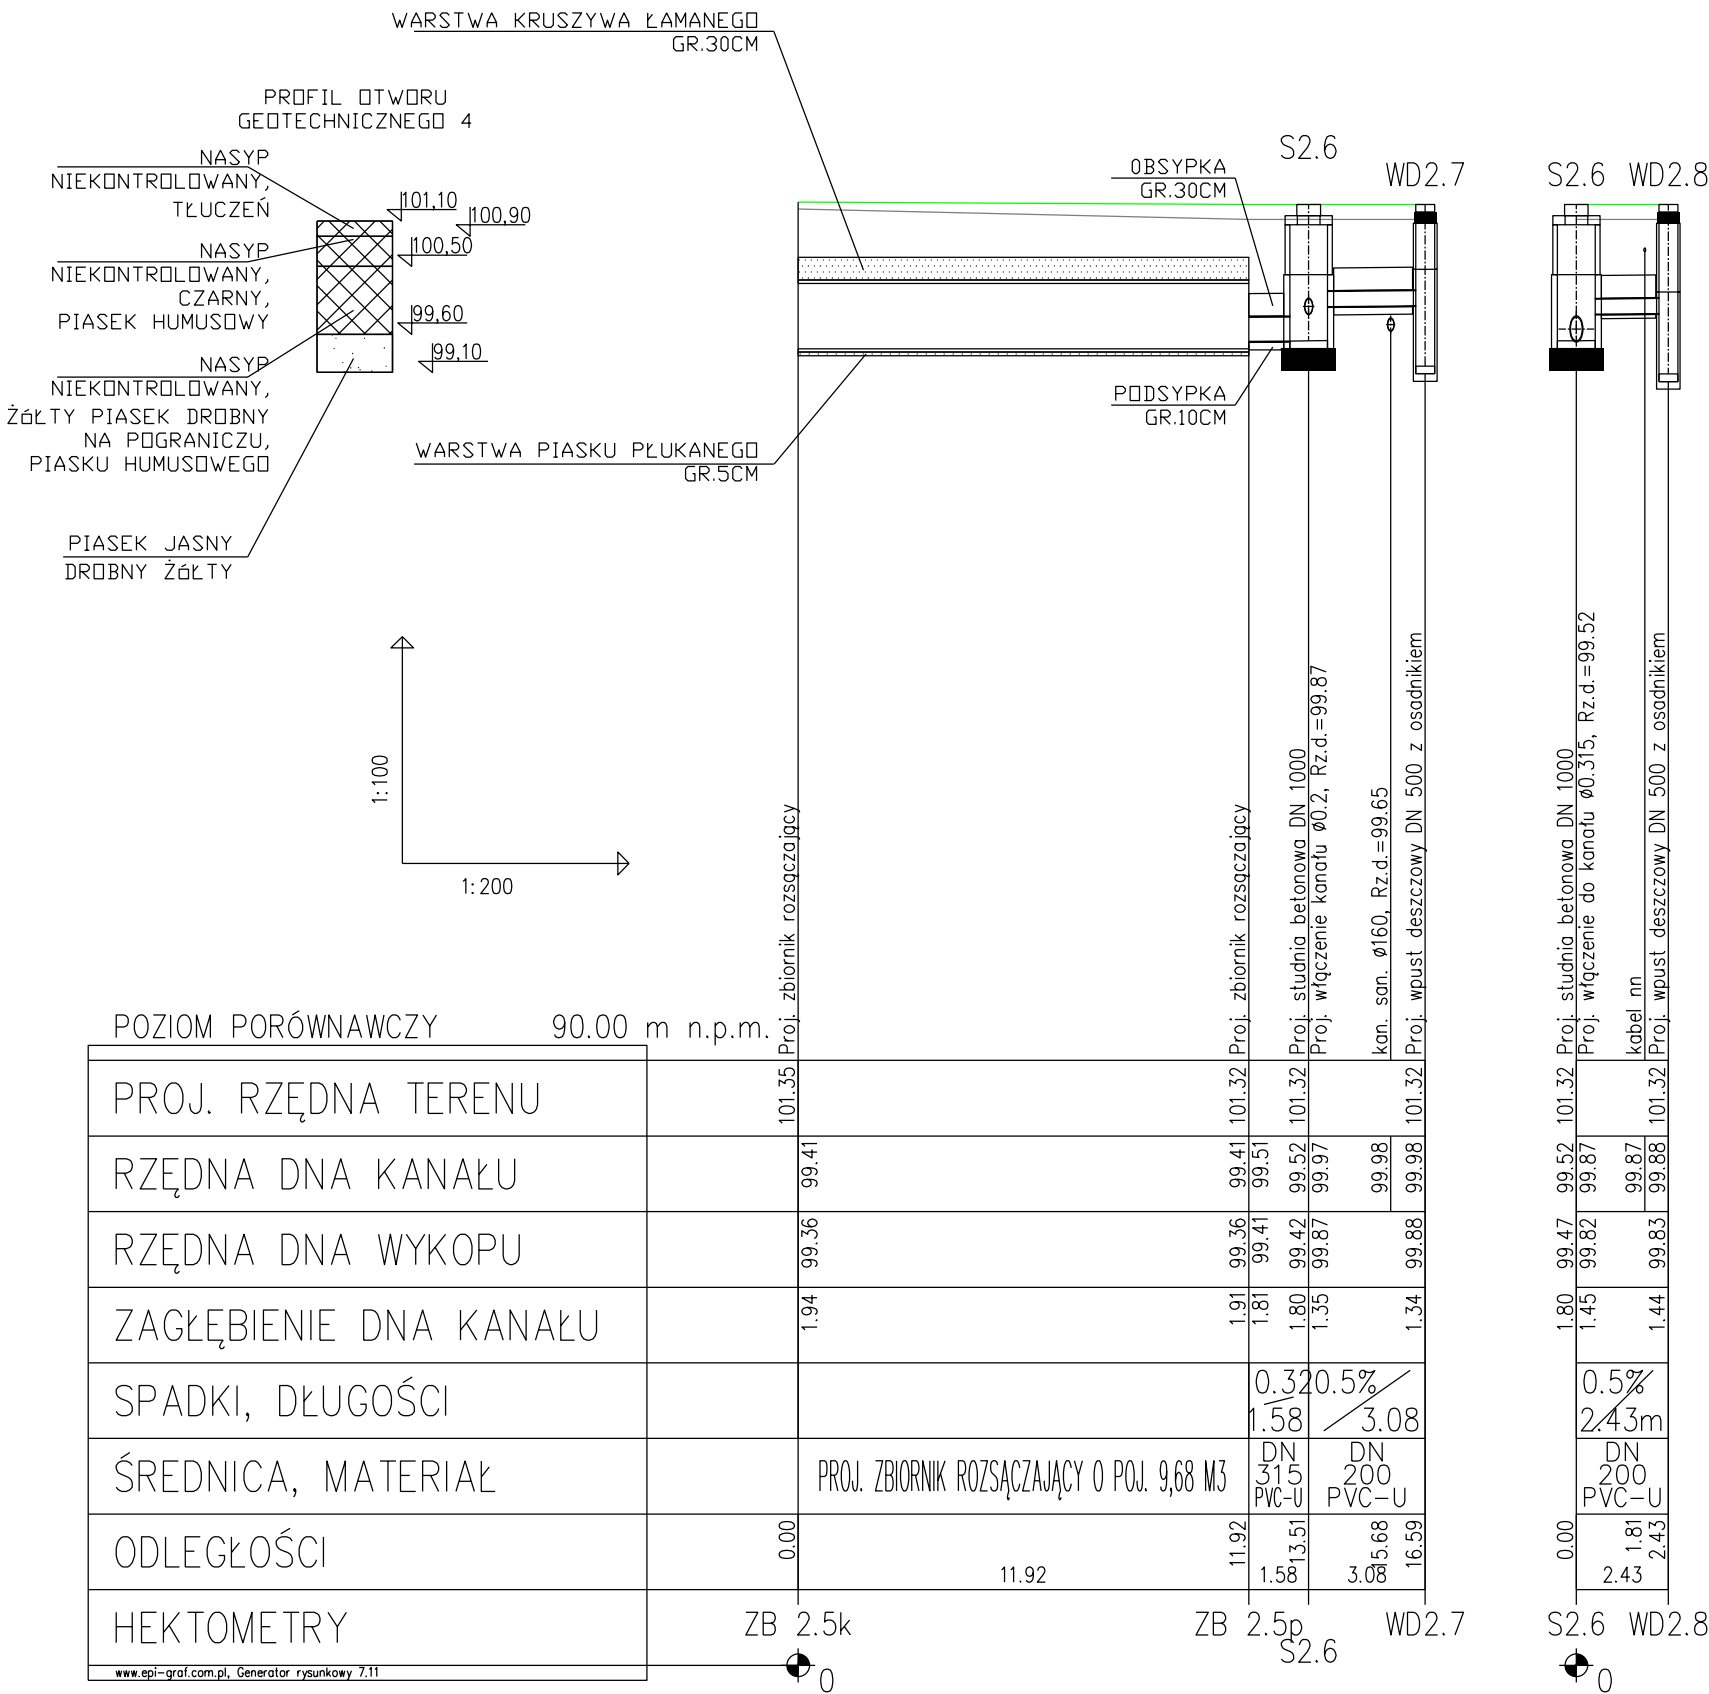 WARSTWA KRUSZYWA ŁAMANEGO
GR.30CM
PROFIL OTWORU
GEOTECHNICZNEGO 4
NASYP
NIEKONTROLOWANY,
TŁUCZEŃ
NASYP
NIEKONTROLOWANY,
CZARNY,
PIASEK HUMUSOWY
NASYP
NIEKONTROLOWANY,
ŻóŁTY PIASEK DROBNY
NA POGRANICZU,
PIASKU HUMUSOWEGO
PIASEK JASNY
DROBNY ŻóŁTY
101,10
100,90
100,50
99,60
99,10
WARSTWA PIASKU PŁUKANEGO
GR.5CM
OBSYPKA
GR.30CM
PODSYPKA
GR.10CM
S2.6
WD2.7
S2.6
WD2.8
1:100
1:200
Proj. zbiornik rozsączający
Proj. zbiornik rozsączający
Proj. studnia betonowa DN 1000
Proj. włączenie kanału ø0.2, Rz.d.=99.87
kan. san. ø160, Rz.d.=99.65
Proj. wpust deszczowy DN 500 z osadnikiem
Proj. studnia betonowa DN 1000
Proj. włączenie do kanału ø0.315, Rz.d.=99.52
kabel nn
Proj. wpust deszczowy DN 500 z osadnikiem
POZIOM PORÓWNAWCZY 90.00 m n.p.m.
PROJ. RZĘDNA TERENU
101.35 101.32 101.32 101.32 101.32 101.32
RZĘDNA DNA KANAŁU
99.41 99.41 99.51 99.52 99.97 99.98 99.98 99.52 99.87 99.87 99.88
RZĘDNA DNA WYKOPU
99.36 99.36 99.41 99.42 99.87 99.88 99.47 99.82 99.83
ZAGŁĘBIENIE DNA KANAŁU
1.94 1.91 1.81 1.80 1.35 1.34 1.80 1.45 1.44
SPADKI, DŁUGOŚCI
0.32 0.5% 0.5%
1.58 3.08 2.43m
ŚREDNICA, MATERIAŁ
PROJ. ZBIORNIK ROZSĄCZAJĄCY O POJ. 9,68 M3
DN
315
PVC-U
DN
200
PVC-U
DN
200
PVC-U
ODLEGŁOŚCI
0.00 11.92 13.51 15.68 16.59 0.00 1.81 2.43
11.92 1.58 3.08 2.43
HEKTOMETRY
ZB 2.5k
ZB 2.5p
S2.6
WD2.7
S2.6
WD2.8
0
0
www.epi-graf.com.pl, Generator rysunkowy 7.11